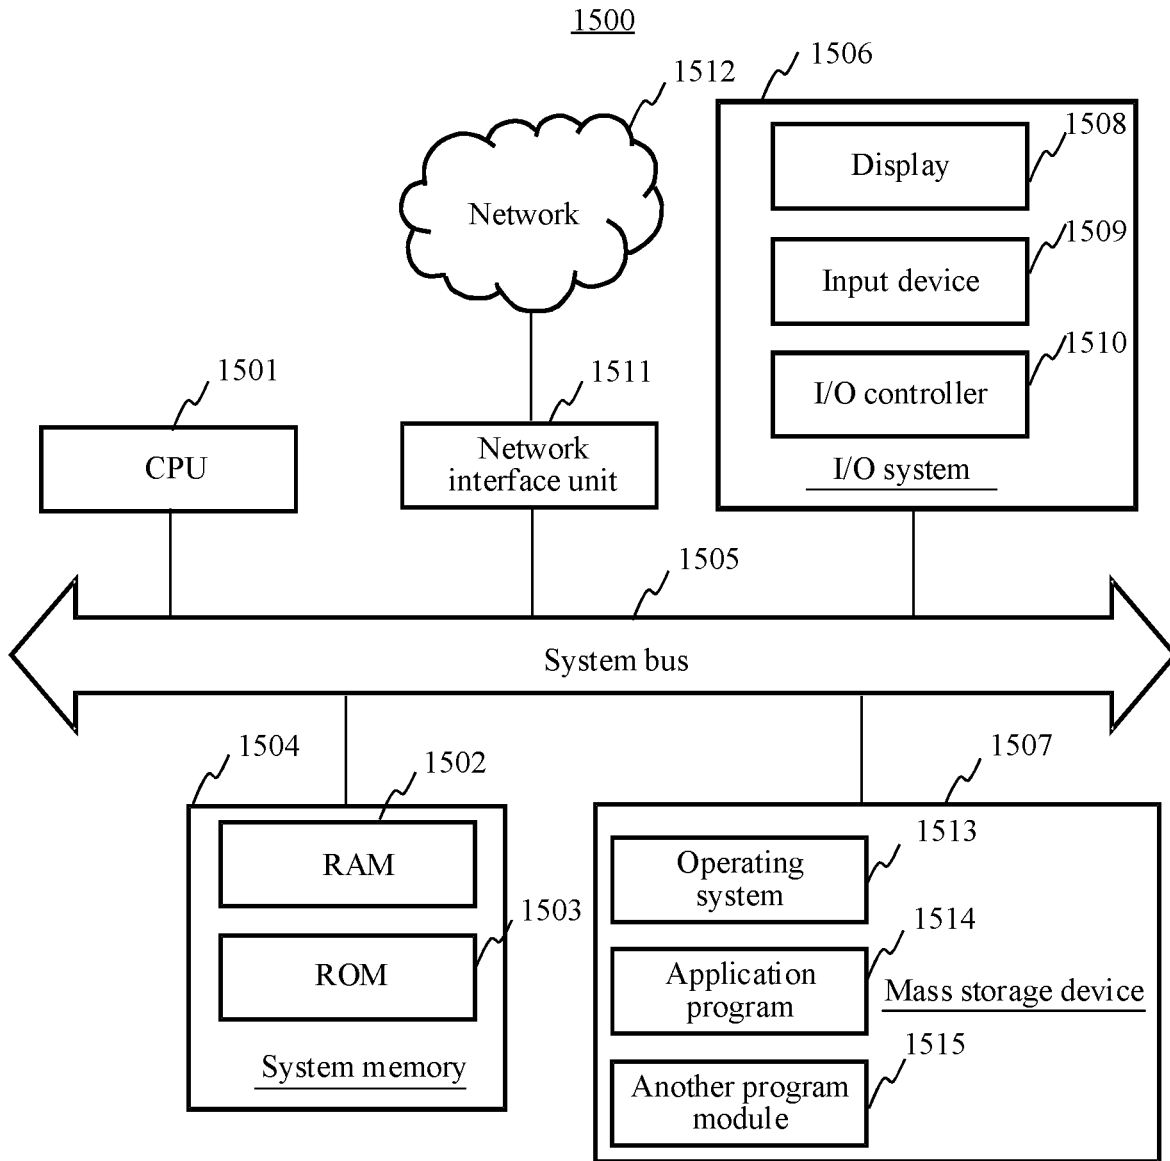 1500
1512
Network
1506
Display
1508
Input device
1509
I/O controller
1510
I/O system
1501
CPU
1511
Network
interface unit
1505
System bus
1504
1502
RAM
1503
ROM
System memory
1507
1513
Operating
system
1514
Application
program
Mass storage device
1515
Another program
module